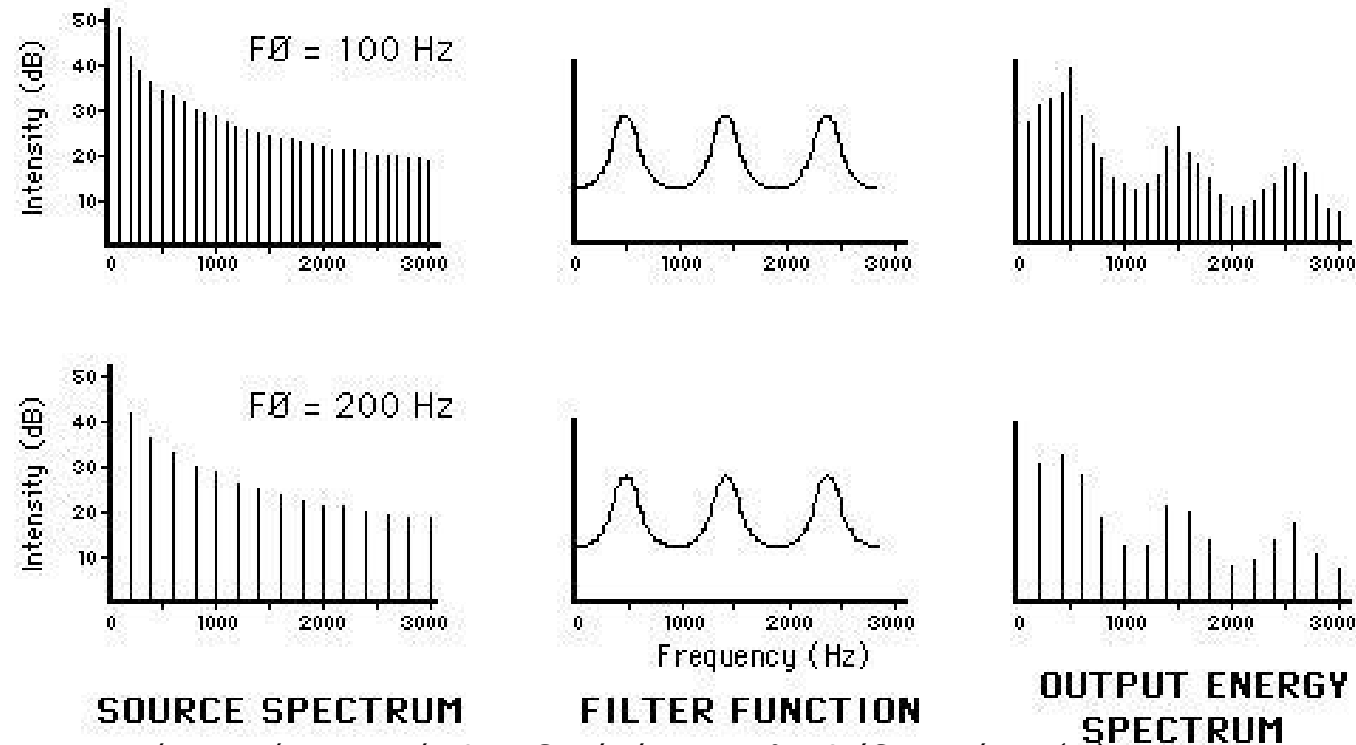 50
40
30
20
10
Intensity (dB)
FØ = 100 Hz
0 1000 2000 3000
0 1000 2000 3000
0 1000 2000 3000
50
40
30
20
10
Intensity (dB)
FØ = 200 Hz
0 1000 2000 3000
0 1000 2000 3000
0 1000 2000 3000
Frequency (Hz)
SOURCE SPECTRUM
FILTER FUNCTION
OUTPUT ENERGY
SPECTRUM